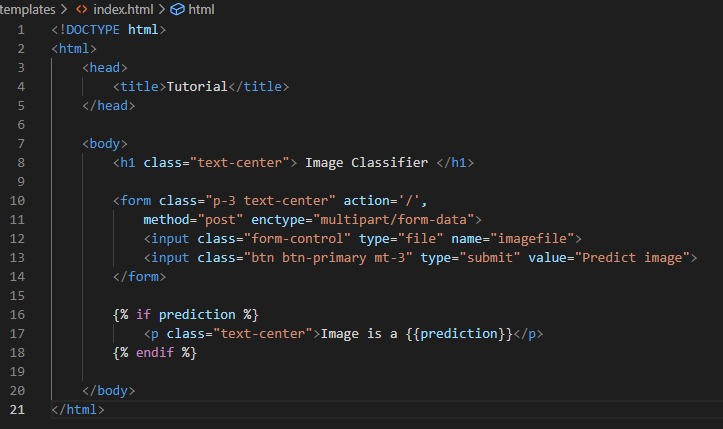 templates > <> index.html > html
1 <!DOCTYPE html>
2 <html>
3     <head>
4         <title>Tutorial</title>
5     </head>
6
7     <body>
8         <h1 class="text-center"> Image Classifier </h1>
9
10         <form class="p-3 text-center" action='/',
11             method="post" enctype="multipart/form-data">
12             <input class="form-control" type="file" name="imagefile">
13             <input class="btn btn-primary mt-3" type="submit" value="Predict image">
14         </form>
15
16         {% if prediction %}
17             <p class="text-center">Image is a {{prediction}}</p>
18         {% endif %}
19
20     </body>
21 </html>